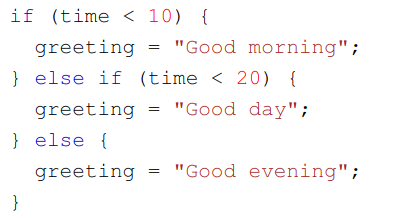 if (time < 10) {
  greeting = "Good morning";
} else if (time < 20) {
  greeting = "Good day";
} else {
  greeting = "Good evening";
}